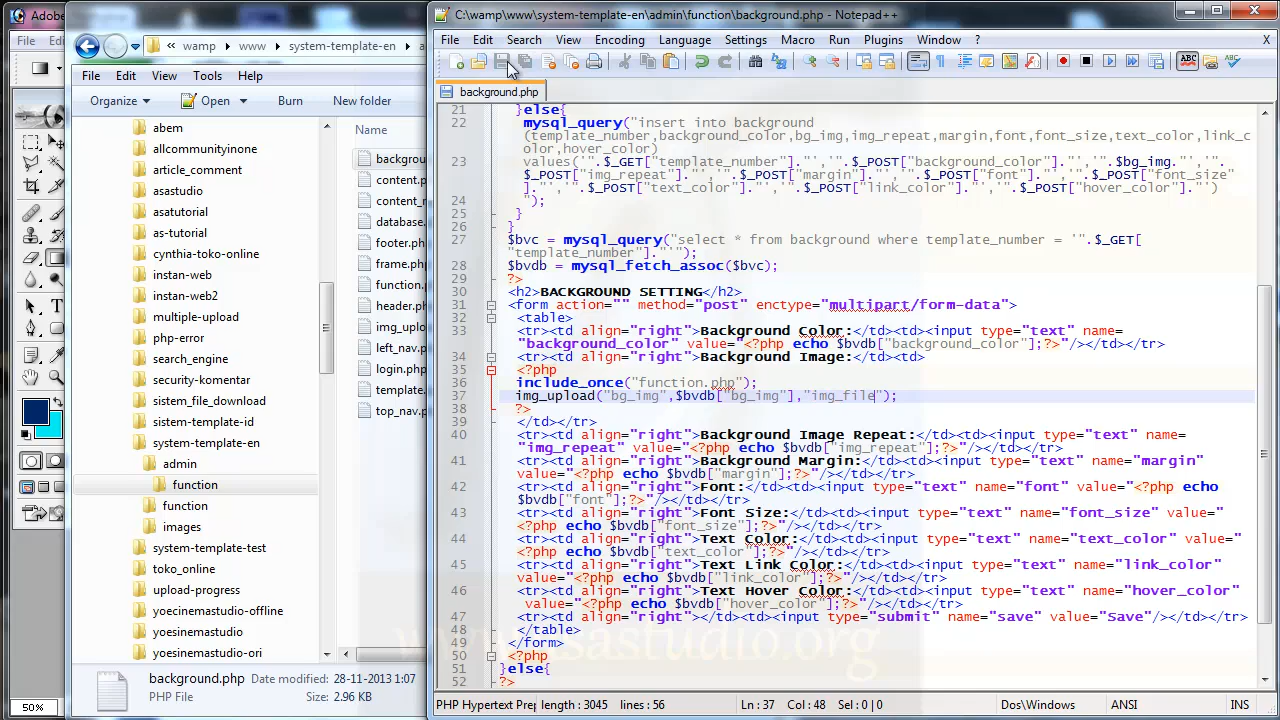 C:\wamp\www\system-template-en\admin\function\background.php - Notepad++
Adob
File Edi
wamp www system-template-en a
File Edit View Tools Help
Organize Open Burn New folder
abem
allcommunityinone
article_comment
asastudio
asatutorial
as-tutorial
cynthia-toko-online
instan-web
instan-web2
multiple-upload
php-error
search_engine
security-komentar
sistem_file_download
sistem-template-id
system-template-en
admin
function
function
images
system-template-test
toko_online
upload-progress
yoecinemastudio-offline
yoesinemastudio
yoesinemastudio-ori
Name
backgrou
content.p
content_n
database.
footer.ph
frame.ph
function.p
header.ph
img_uplo
left_nav.p
login.php
template.
top_nav.p
background.php Date modified: 28-11-2013 1:07
PHP File Size: 2.96 KB
50%
File Edit Search View Encoding Language Settings Macro Run Plugins Window ? X
background.php
21 }else{
22 mysql_query("insert into background
(template_number,background_color,bg_img,img_repeat,margin,font,font_size,text_color,link_c
olor,hover_color)
23 values('".$_GET["template_number"]."','".$_POST["background_color"]."','".$bg_img."','".
$_POST["img_repeat"]."','".$_POST["margin"]."','".$_POST["font"]."','".$_POST["font_size"
]."','".$_POST["text_color"]."','".$_POST["link_color"]."','".$_POST["hover_color"]."')
24 ");
25 }
26 }
27 $bvc = mysql_query("select * from background where template_number = '".$_GET[
"template_number"]."'");
28 $bvdb = mysql_fetch_assoc($bvc);
29 ?>
30 <h2>BACKGROUND SETTING</h2>
31 <form action="" method="post" enctype="multipart/form-data">
32 <table>
33 <tr><td align="right">Background Color:</td><td><input type="text" name=
"background_color" value="<?php echo $bvdb["background_color"];?>"/></td></tr>
34 <tr><td align="right">Background Image:</td><td>
35 <?php
36 include_once("function.php");
37 img_upload("bg_img",$bvdb["bg_img"],"img_file");
38 ?>
39 </td></tr>
40 <tr><td align="right">Background Image Repeat:</td><td><input type="text" name=
"img_repeat" value="<?php echo $bvdb["img_repeat"];?>"/></td></tr>
41 <tr><td align="right">Background Margin:</td><td><input type="text" name="margin"
value="<?php echo $bvdb["margin"];?>"/></td></tr>
42 <tr><td align="right">Font:</td><td><input type="text" name="font" value="<?php echo
$bvdb["font"];?>"/></td></tr>
43 <tr><td align="right">Font Size:</td><td><input type="text" name="font_size" value=
"<?php echo $bvdb["font_size"];?>"/></td></tr>
44 <tr><td align="right">Text Color:</td><td><input type="text" name="text_color" value="
<?php echo $bvdb["text_color"];?>"/></td></tr>
45 <tr><td align="right">Text Link Color:</td><td><input type="text" name="link_color"
value="<?php echo $bvdb["link_color"];?>"/></td></tr>
46 <tr><td align="right">Text Hover Color:</td><td><input type="text" name="hover_color"
value="<?php echo $bvdb["hover_color"];?>"/></td></tr>
47 <tr><td align="right"></td><td><input type="submit" name="save" value="Save"/></td></tr>
48 </table>
49 </form>
50 <?php
51 }else{
52 ?>
PHP Hypertext Prep length : 3045 lines : 56 Ln : 37 Col : 48 Sel : 0 | 0 Dos\Windows ANSI INS